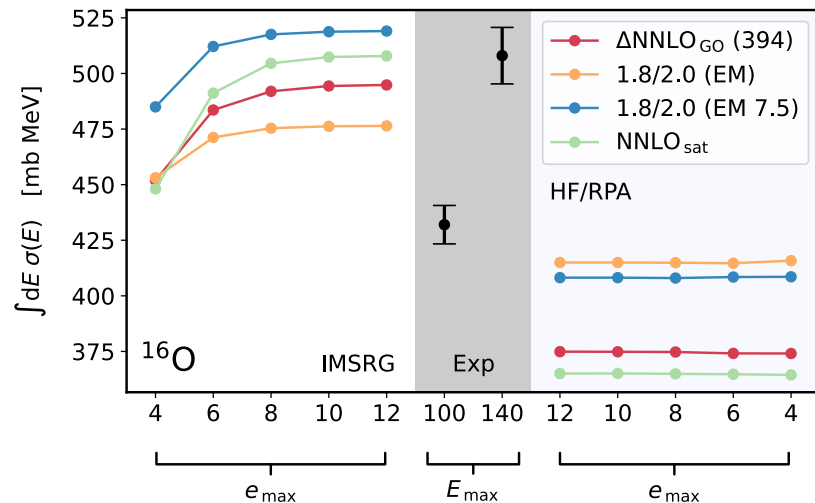 ∫dE σ(E) [mb MeV]
525
500
475
450
425
400
375
ΔNNLO_GO (394)
1.8/2.0 (EM)
1.8/2.0 (EM 7.5)
NNLO_sat
HF/RPA
¹⁶O
IMSRG
Exp
4 6 8 10 12 100 140 12 10 8 6 4
e_max E_max e_max